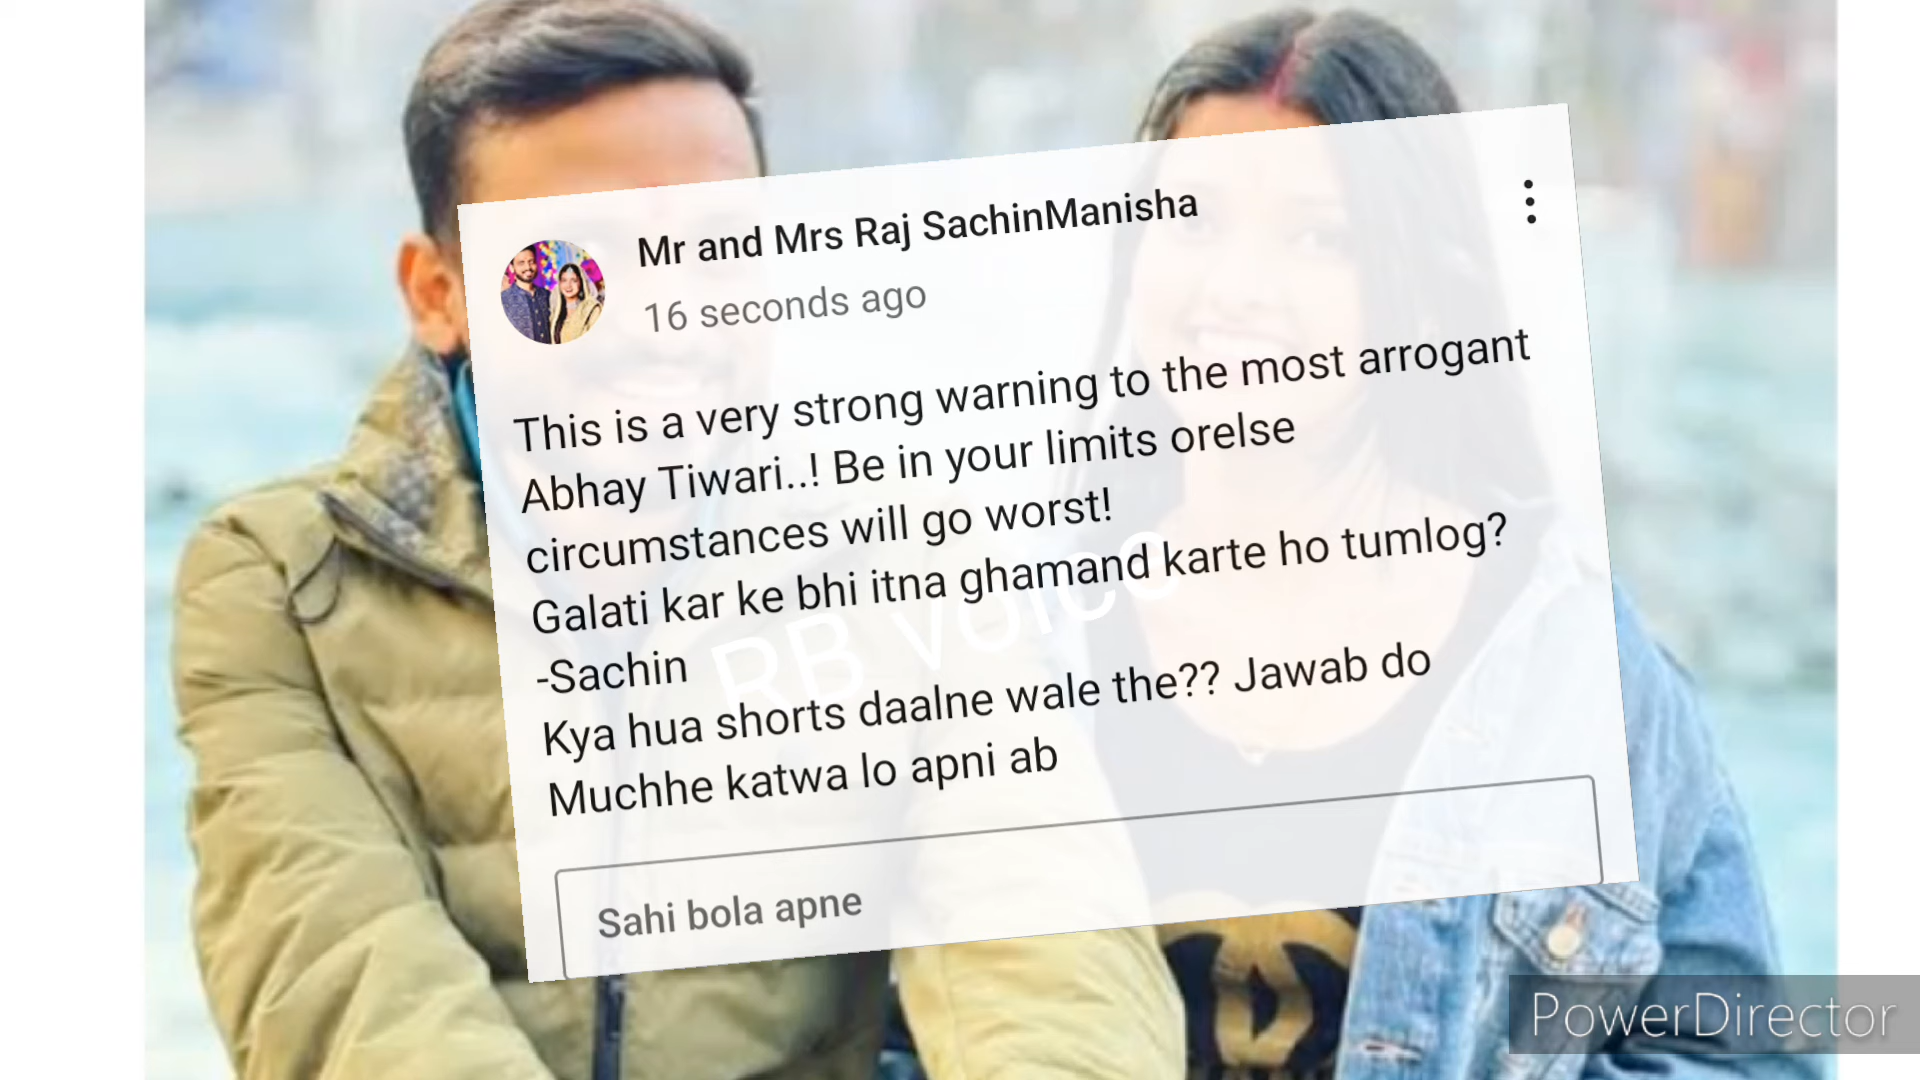 Mr and Mrs Raj SachinManisha
16 seconds ago
This is a very strong warning to the most arrogant
Abhay Tiwari..! Be in your limits orelse
circumstances will go worst!
Galati kar ke bhi itna ghamand karte ho tumlog?
-Sachin
Kya hua shorts daalne wale the?? Jawab do
Muchhe katwa lo apni ab
Sahi bola apne
RB Voice
PowerDirector